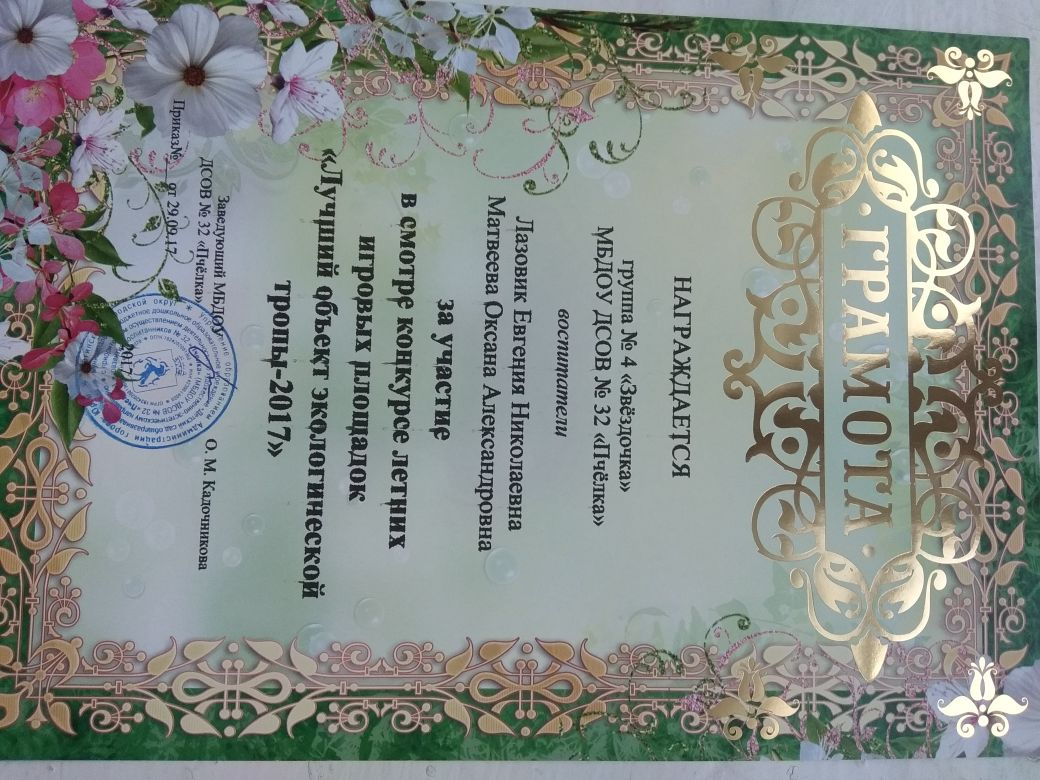 ГРАМОТА
НАГРАЖДАЕТСЯ
группа № 4 «Звёздочка»
МБДОУ ДСОВ № 32 «Пчёлка»
воспитатели
Лазовик Евгения Николаевна
Матвеева Оксана Александровна
за участие
в смотре конкурсе летних
игровых площадок
«Лучший объект экологической
тропы-2017»
Заведующий МБДОУ
ДСОВ № 32 «Пчёлка»
О. М. Кадочникова
Приказ№ от 29.09.17